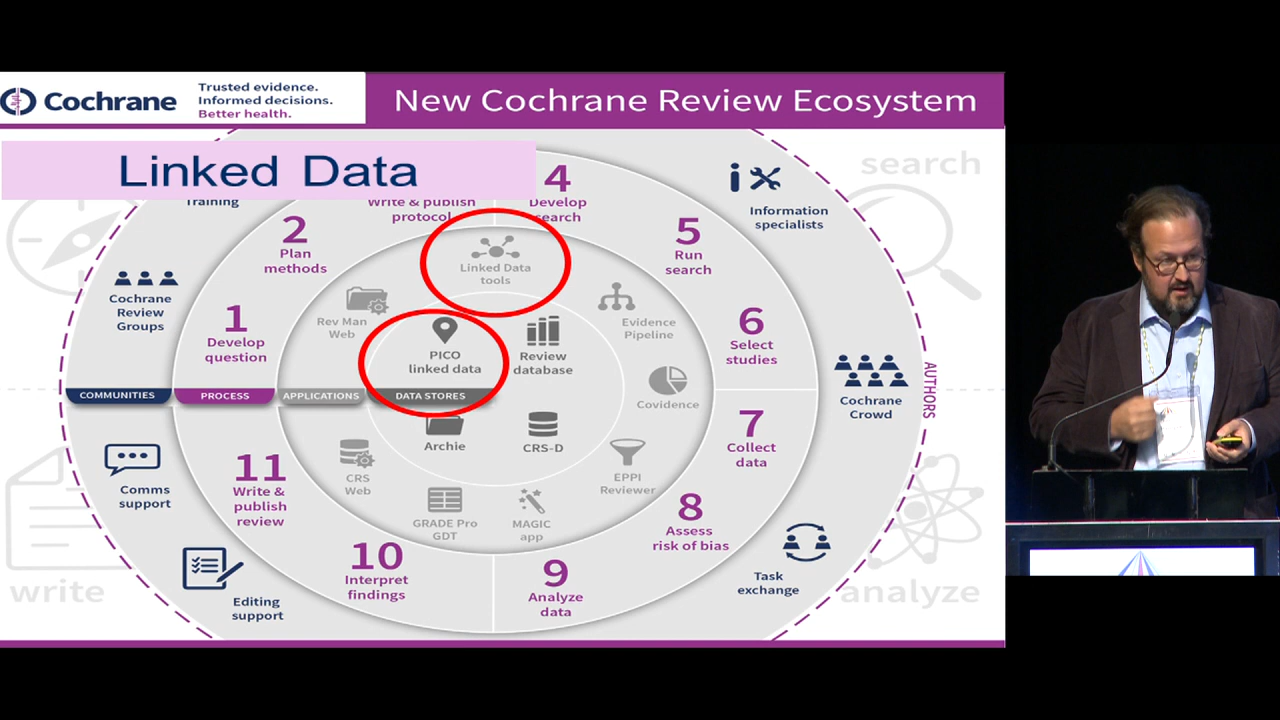 Cochrane
Trusted evidence.
Informed decisions.
Better health.
New Cochrane Review Ecosystem
Linked Data
search
Training
Write & publish
protocol
4
Develop
search
Information
specialists
2
Plan
methods
5
Run
search
Linked Data
tools
Cochrane
Review
Groups
1
Develop
question
Rev Man
Web
PICO
linked data
Review
database
Evidence
Pipeline
6
Select
studies
Cochrane
Crowd
AUTHORS
COMMUNITIES
PROCESS
APPLICATIONS
DATA STORES
Covidence
Archie
CRS-D
7
Collect
data
Comms
support
11
Write &
publish
review
CRS
Web
GRADE Pro
GDT
MAGIC
app
EPPI
Reviewer
8
Assess
risk of bias
10
Interpret
findings
9
Analyze
data
Task
exchange
Editing
support
write
analyze